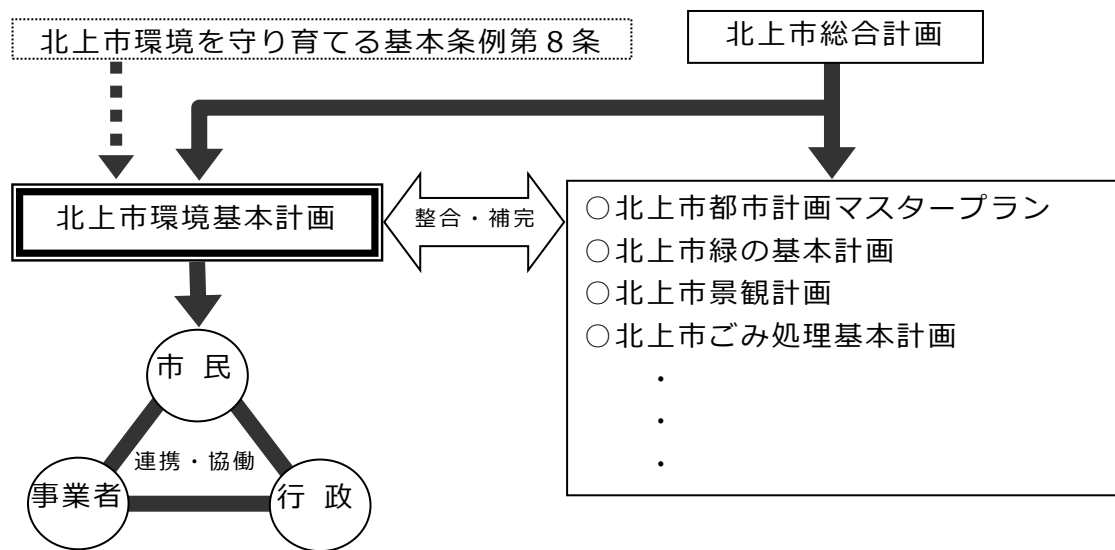 北上市環境を守り育てる基本条例第８条
北上市総合計画
北上市環境基本計画
整合・補完
○北上市都市計画マスタープラン
○北上市緑の基本計画
○北上市景観計画
○北上市ごみ処理基本計画
・
・
・
市 民
連携・協働
事業者
行 政